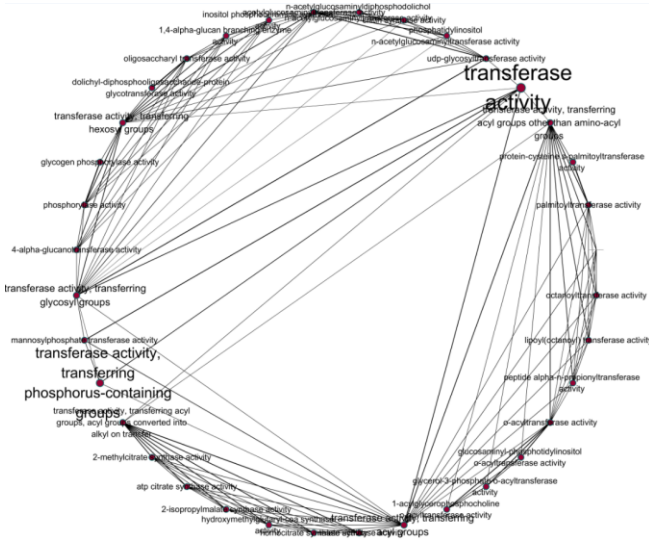 n-acetylglucosaminyldiphosphodolichol
inositol
phosphatidylinositol
1,4-alpha-glucan branching enzyme
activity
n-acetylglucosaminyltransferase activity
oligosaccharyl transferase activity
udp-glycosyltransferase activity
transferase
activity
dolichyl-diphosphooligosaccharide-protein
glycotransferase activity
transferase activity, transferring
hexosyl groups
transferase activity, transferring
acyl groups other than amino-acyl
groups
glycogen phosphorylase activity
protein-cysteine s-palmitoyltransferase
activity
phosphorylase activity
palmitoyltransferase activity
4-alpha-glucanotransferase activity
transferase activity, transferring
glycosyl groups
octanoyltransferase activity
mannosylphosphate transferase activity
lipoyl(octanoyl) transferase activity
transferase activity,
transferring
phosphorus-containing
groups
peptide alpha-n-propionyltransferase
activity
transferase activity, transferring acyl
groups, acyl groups converted into
alkyl on transfer
o-acyltransferase activity
2-methylcitrate synthase activity
glucosaminyl-phosphotidylinositol
o-acyltransferase activity
atp citrate synthase activity
glycerol-3-phosphate o-acyltransferase
activity
2-isopropylmalate synthase activity
1-acylglycerophosphocholine
transferase activity, transferring
acyl groups
homocitrate synthase activity